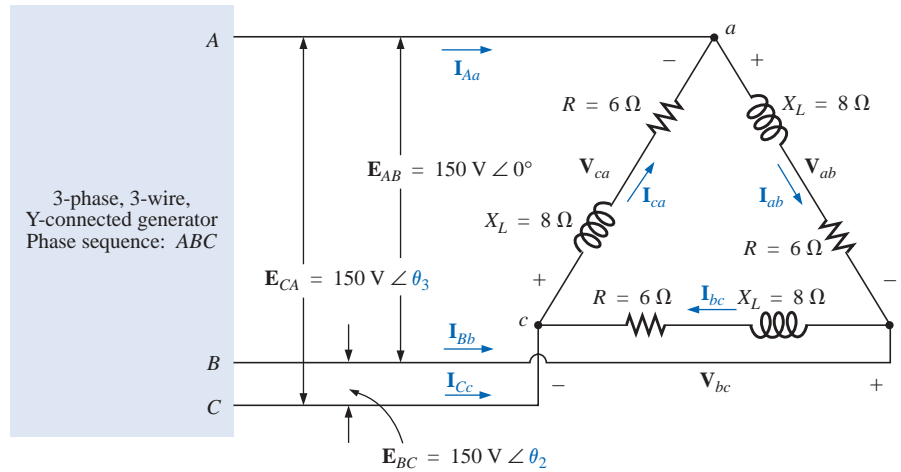 A
a
− +
I_Aa
R = 6 Ω
X_L = 8 Ω
E_AB = 150 V ∠ 0°
V_ca
V_ab
3-phase, 3-wire,
Y-connected generator
Phase sequence: ABC
I_ca
I_ab
X_L = 8 Ω
R = 6 Ω
E_CA = 150 V ∠ θ_3
+
−
R = 6 Ω
I_bc
X_L = 8 Ω
c
I_Bb
B
I_Cc
−
V_bc
+
C
E_BC = 150 V ∠ θ_2